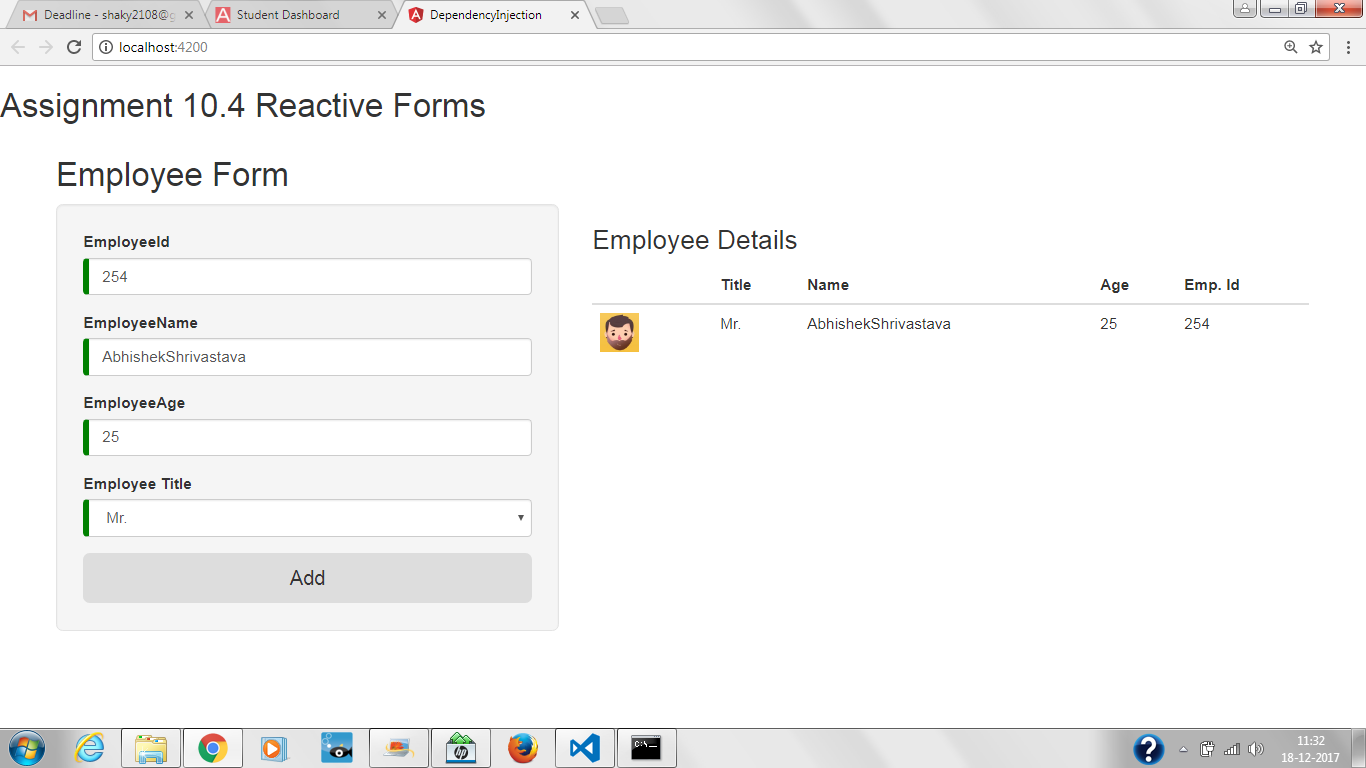 Deadline - shaky2108@g
Student Dashboard
DependencyInjection
localhost:4200
Assignment 10.4 Reactive Forms
Employee Form
EmployeeId
254
EmployeeName
AbhishekShrivastava
EmployeeAge
25
Employee Title
Mr.
Add
Employee Details
Title Name Age Emp. Id
Mr. AbhishekShrivastava 25 254
C:\_
hp
?
11:32
18-12-2017